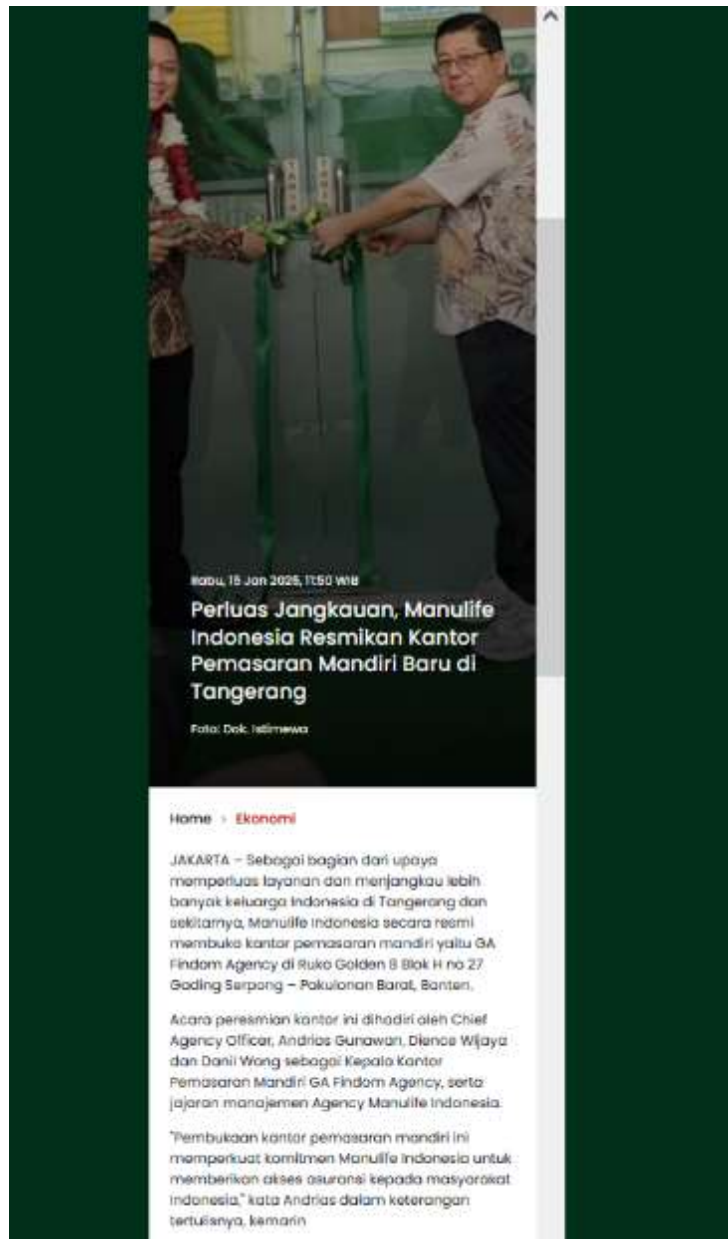 Rabu, 15 Jan 2025, 11:50 WIB
Perluas Jangkauan, Manulife
Indonesia Resmikan Kantor
Pemasaran Mandiri Baru di
Tangerang
Foto: Dok. Istimewa
Home > Ekonomi
JAKARTA – Sebagai bagian dari upaya
memperluas layanan dan menjangkau lebih
banyak keluarga Indonesia di Tangerang dan
sekitarnya, Manulife Indonesia secara resmi
membuka kantor pemasaran mandiri yaitu GA
Findom Agency di Ruko Golden 8 Blok H no 27
Gading Serpong – Pakulonan Barat, Banten.
Acara peresmian kantor ini dihadiri oleh Chief
Agency Officer, Andrias Gunawan, Dience Wijaya
dan Danil Wong sebagai Kepala Kantor
Pemasaran Mandiri GA Findom Agency, serta
jajaran manajemen Agency Manulife Indonesia.
"Pembukaan kantor pemasaran mandiri ini
memperkuat komitmen Manulife Indonesia untuk
memberikan akses asuransi kepada masyarakat
Indonesia," kata Andrias dalam keterangan
tertulisnya, kemarin